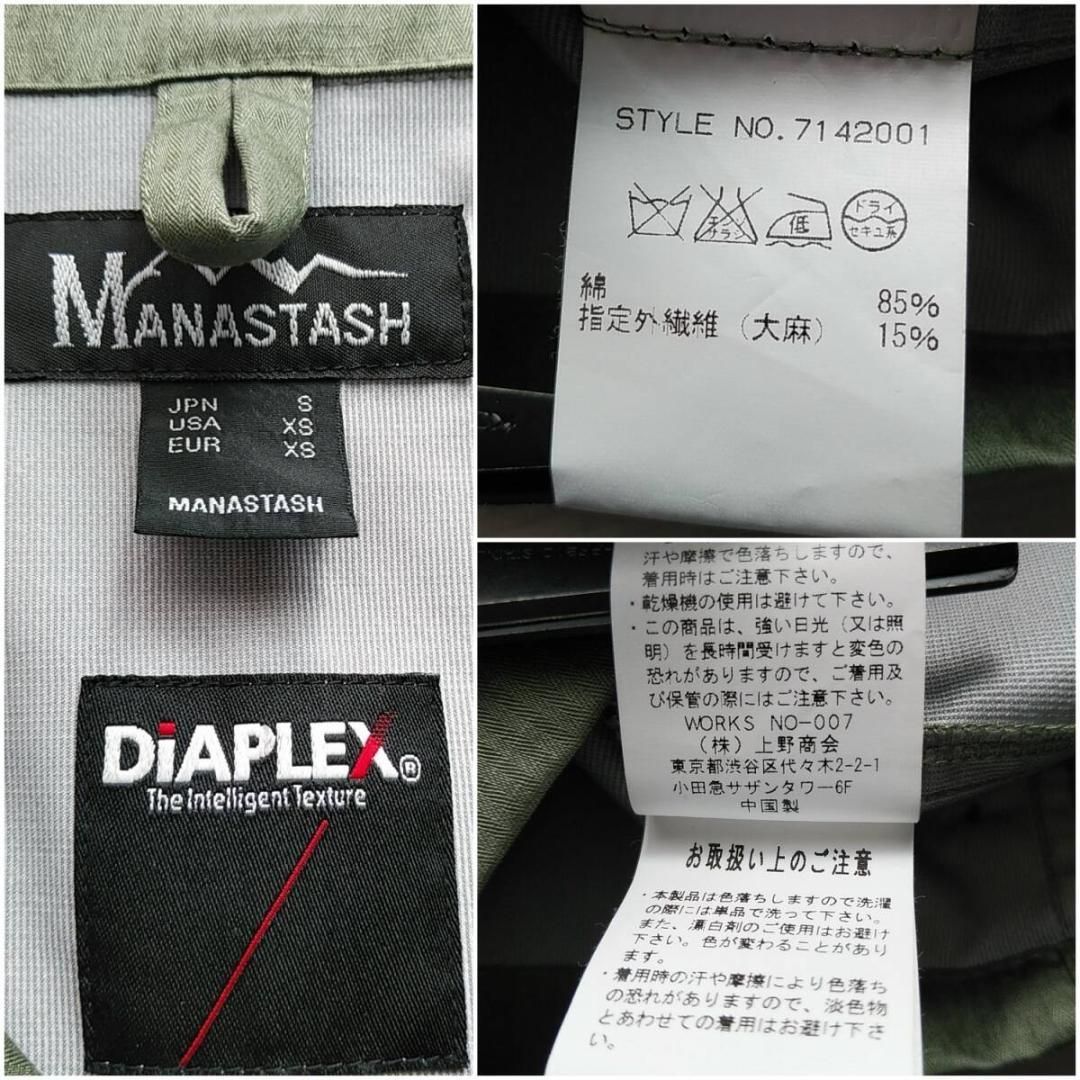 MANASTASH
JPN S
USA XS
EUR XS
MANASTASH
DiAPLEX®
The Intelligent Texture
STYLE NO. 7142001
エンソ
サラシ
低
ドライ
セキユ系
綿 85%
指定外繊維（大麻） 15%
汗や摩擦で色落ちしますので、
着用時はご注意下さい。
・乾燥機の使用は避けて下さい。
・この商品は、強い日光（又は照
明）を長時間受けますと変色の
恐れがありますので、ご着用及
び保管の際にはご注意下さい。
WORKS NO-007
（株）上野商会
東京都渋谷区代々木2-2-1
小田急サザンタワー6F
中国製
お取扱い上のご注意
・本製品は色落ちしますので洗濯
の際には単品で洗って下さい。
また、漂白剤のご使用はお避け
下さい。色が変わることがあり
ます。
・着用時の汗や摩擦により色落ち
の恐れがありますので、淡色物
とあわせての着用はお避け下さ
い。